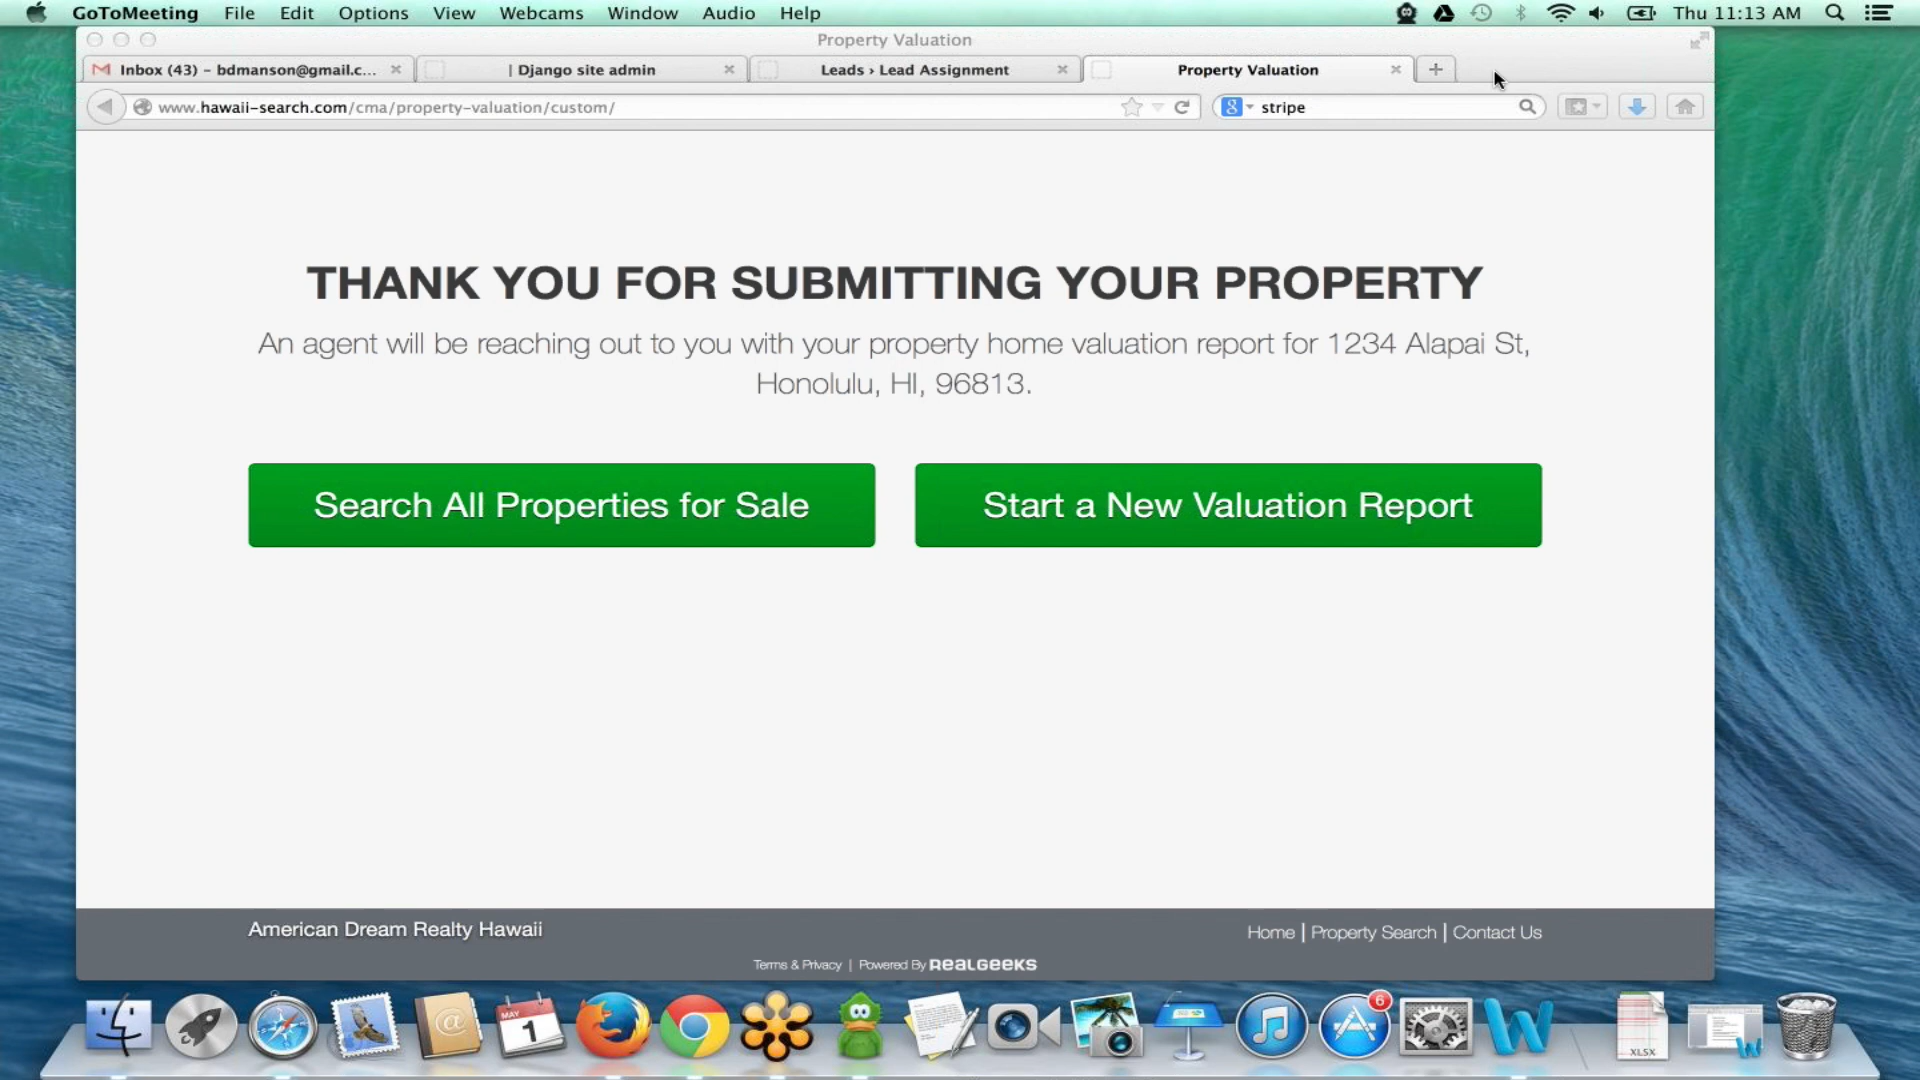 GoToMeeting File Edit Options View Webcams Window Audio Help Thu 11:13 AM
Property Valuation
Inbox (43) - bdmanson@gmail.c... | Django site admin Leads › Lead Assignment Property Valuation
www.hawaii-search.com/cma/property-valuation/custom/ stripe
THANK YOU FOR SUBMITTING YOUR PROPERTY
An agent will be reaching out to you with your property home valuation report for 1234 Alapai St,
Honolulu, HI, 96813.
Search All Properties for Sale Start a New Valuation Report
American Dream Realty Hawaii Home | Property Search | Contact Us
Terms & Privacy | Powered By REALGEEKS
MAY
1
6
XLSX